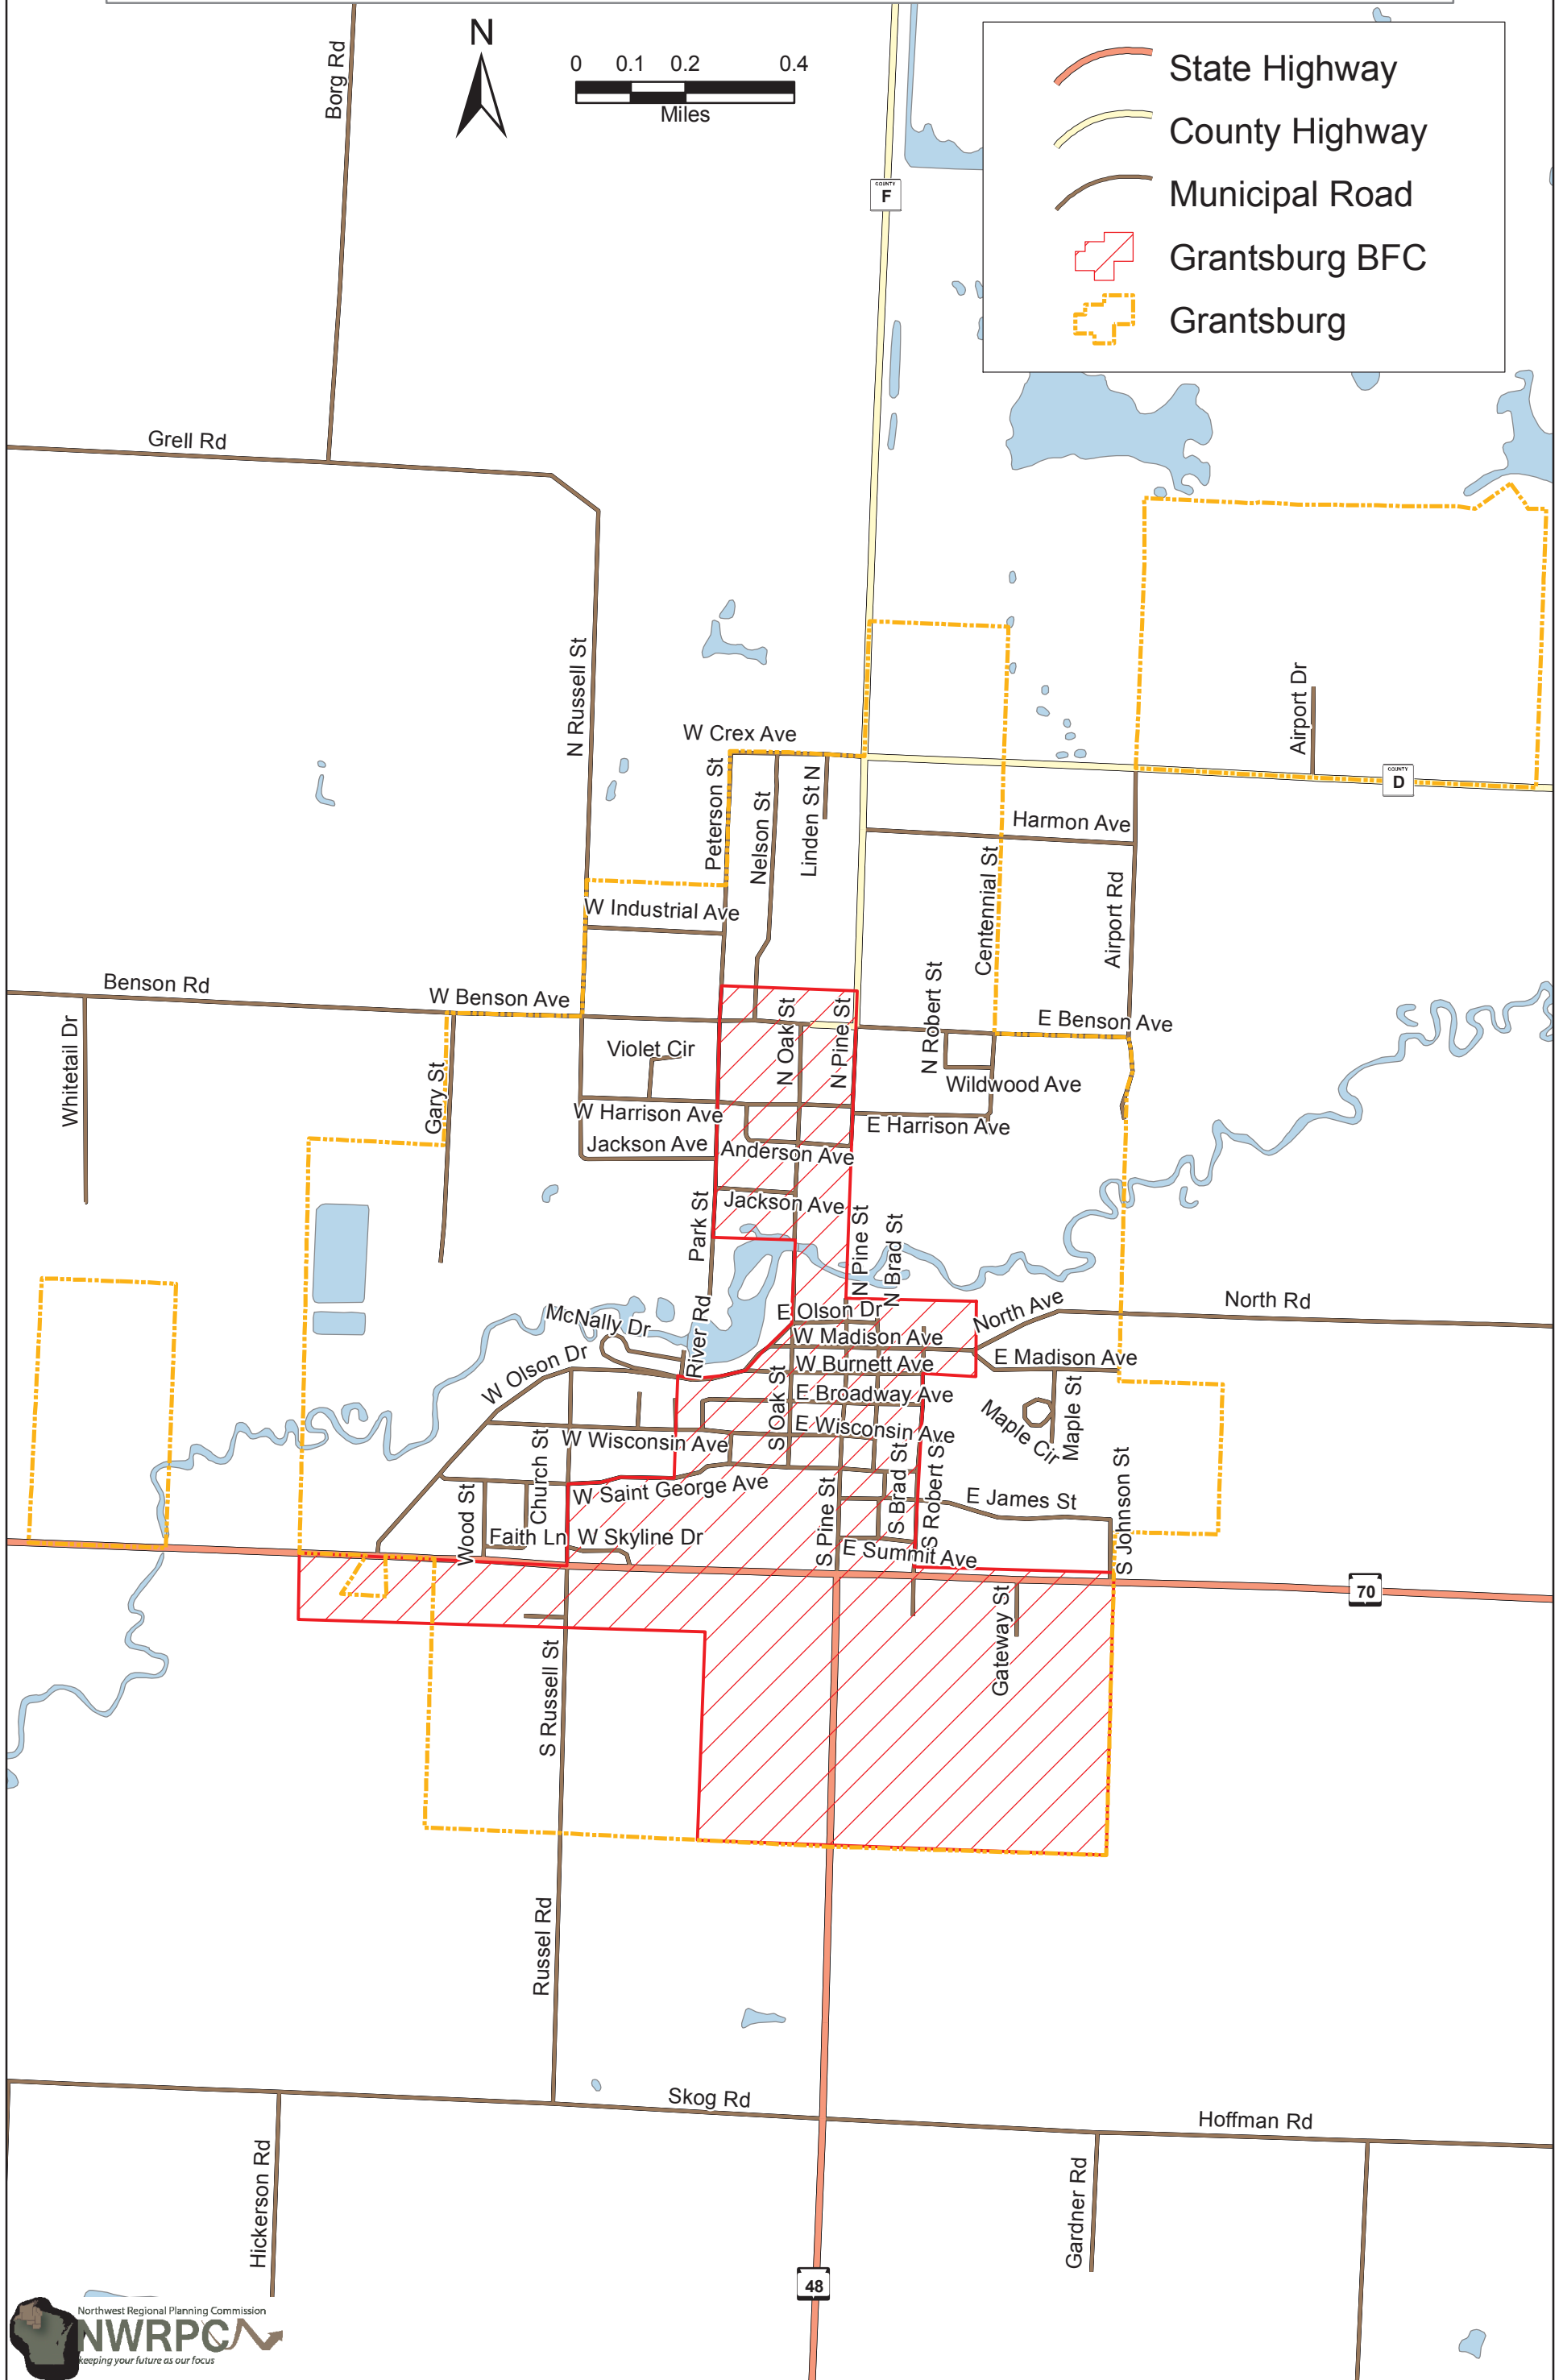 N
0 0.1 0.2 0.4
Miles
State Highway
County Highway
Municipal Road
Grantsburg BFC
Grantsburg
Borg Rd
COUNTY
F
Grell Rd
N Russell St
Airport Dr
W Crex Ave
COUNTY
D
Peterson St
Nelson St
Linden St N
Harmon Ave
Centennial St
Airport Rd
W Industrial Ave
Benson Rd
W Benson Ave
N Oak St
N Pine St
N Robert St
E Benson Ave
Whitetail Dr
Gary St
Violet Cir
Wildwood Ave
W Harrison Ave
E Harrison Ave
Jackson Ave
Anderson Ave
Jackson Ave
Park St
N Pine St
N Brad St
McNally Dr
River Rd
E Olson Dr
North Ave
North Rd
W Madison Ave
E Madison Ave
W Olson Dr
W Burnett Ave
S Oak St
E Broadway Ave
Maple Cir
Maple St
W Wisconsin Ave
E Wisconsin Ave
Church St
W Saint George Ave
S Pine St
S Brad St
S Robert St
E James St
S Johnson St
Wood St
Faith Ln
W Skyline Dr
E Summit Ave
70
Gateway St
S Russell St
Russel Rd
Skog Rd
Hoffman Rd
Hickerson Rd
Gardner Rd
48
Northwest Regional Planning Commission
NWRPC
keeping your future as our focus